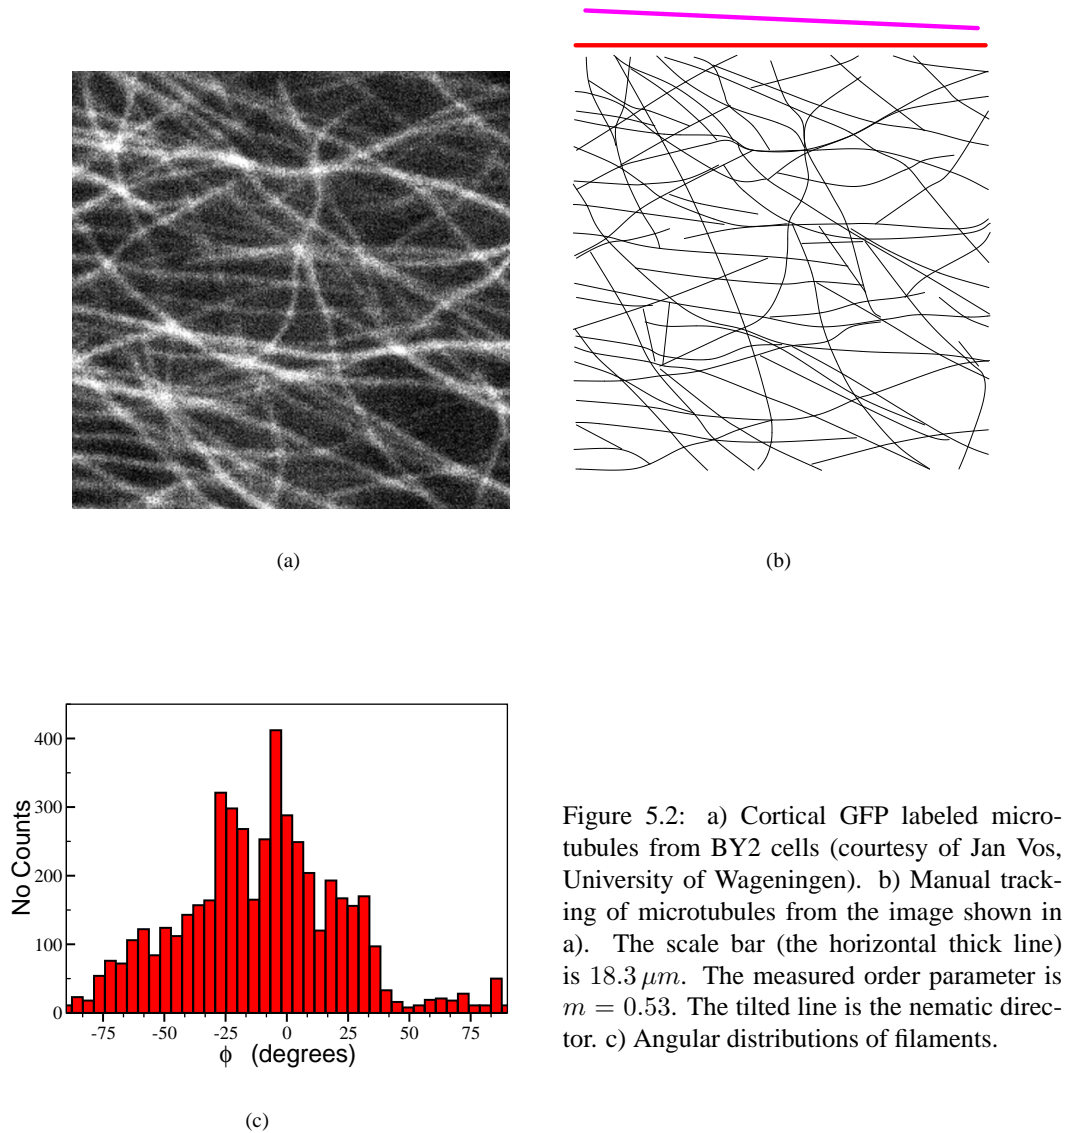 (a)
(b)
400
300
200
100
0
No Counts
-75
-50
-25
0
25
50
75
ϕ (degrees)
(c)
Figure 5.2: a) Cortical GFP labeled micro-
tubules from BY2 cells (courtesy of Jan Vos,
University of Wageningen). b) Manual track-
ing of microtubules from the image shown in
a). The scale bar (the horizontal thick line)
is 18.3 μm. The measured order parameter is
m = 0.53. The tilted line is the nematic direc-
tor. c) Angular distributions of filaments.